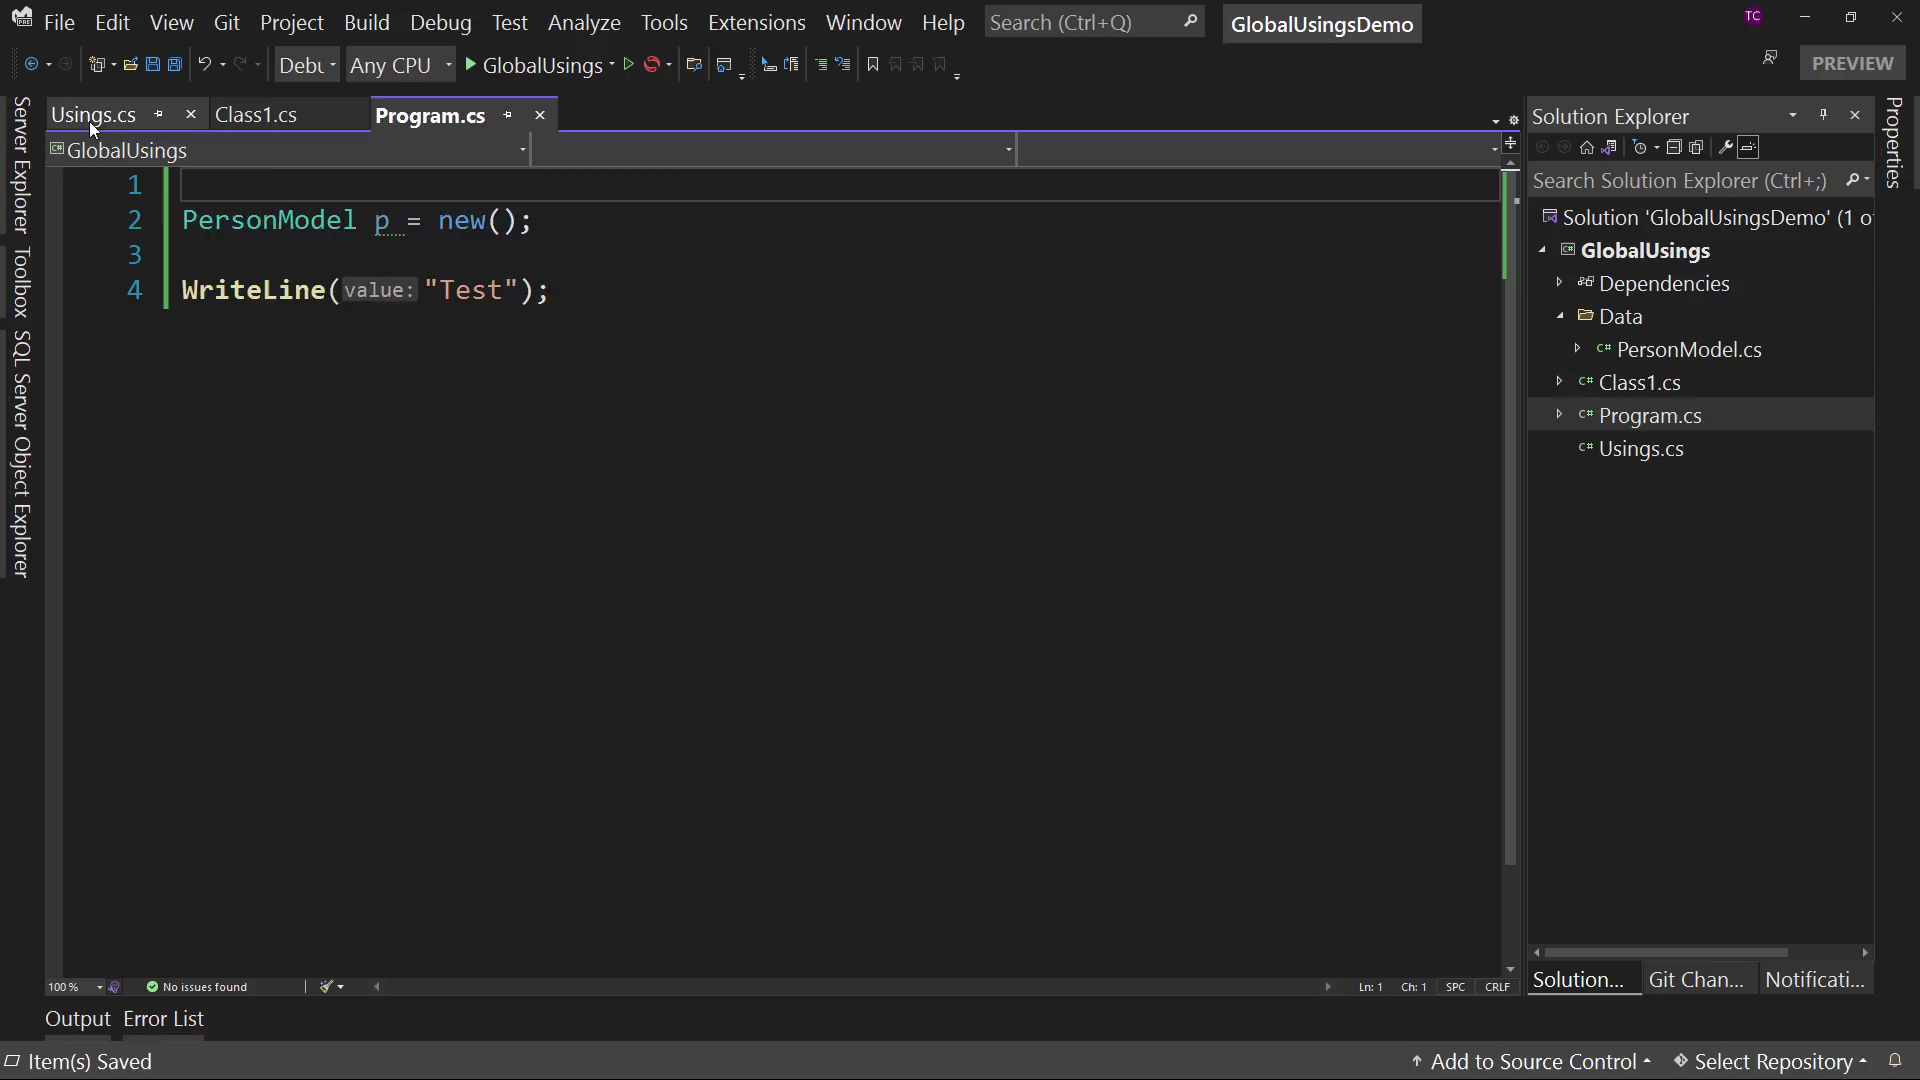 File Edit View Git Project Build Debug Test Analyze Tools Extensions Window Help Search (Ctrl+Q) GlobalUsingsDemo TC
Debu Any CPU GlobalUsings PREVIEW
Server Explorer
Toolbox
SQL Server Object Explorer
Usings.cs Class1.cs Program.cs
GlobalUsings
1
2 PersonModel p = new();
3
4 WriteLine(value: "Test");
100 % No issues found Ln: 1 Ch: 1 SPC CRLF
Solution Explorer
Search Solution Explorer (Ctrl+;)
Solution 'GlobalUsingsDemo' (1 o
GlobalUsings
Dependencies
Data
C# PersonModel.cs
C# Class1.cs
C# Program.cs
C# Usings.cs
Solution... Git Chan... Notificati...
Properties
Output Error List
Item(s) Saved Add to Source Control Select Repository